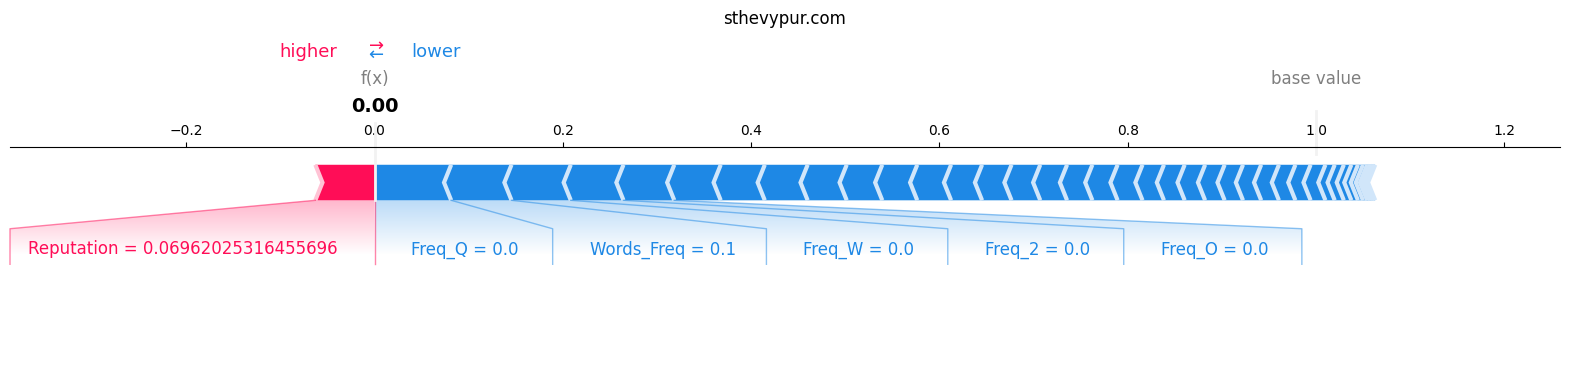 sthevypur.com
higher ⇄ lower
f(x) base value
0.00
−0.2 0.0 0.2 0.4 0.6 0.8 1.0 1.2
Reputation = 0.06962025316455696 Freq_Q = 0.0 Words_Freq = 0.1 Freq_W = 0.0 Freq_2 = 0.0 Freq_O = 0.0